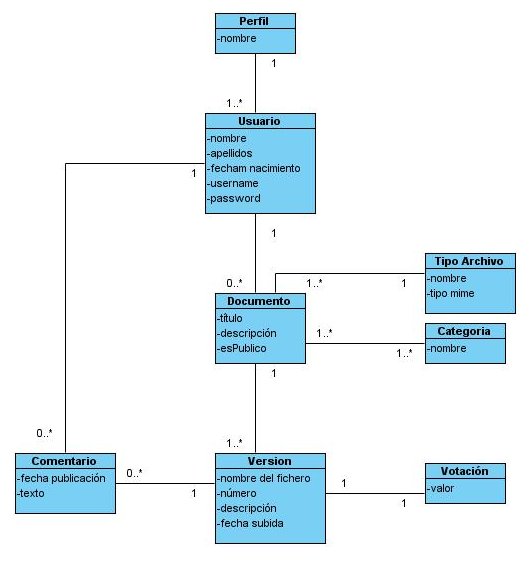 Perfil
-nombre
1
1..*
Usuario
-nombre
-apellidos
-fecham nacimiento
-username
-password
1
1
0..*
1..*
1
Tipo Archivo
-nombre
-tipo mime
Documento
-título
-descripción
-esPublico
1..*
1..*
Categoria
-nombre
1
1..*
0..*
Comentario
-fecha publicación
-texto
0..*
1
Version
-nombre del fichero
-número
-descripción
-fecha subida
1
1
Votación
-valor